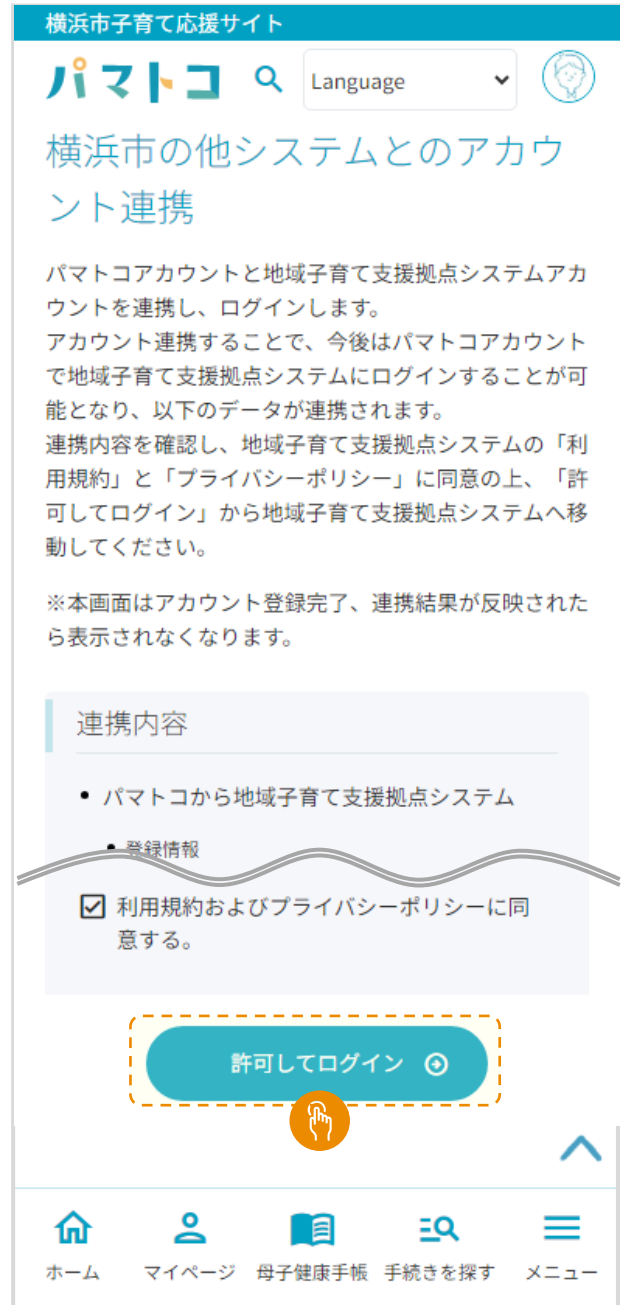 横浜市子育て応援サイト
パマトコ
Language
横浜市の他システムとのアカウ
ント連携
パマトコアカウントと地域子育て支援拠点システムアカ
ウントを連携し、ログインします。
アカウント連携することで、今後はパマトコアカウント
で地域子育て支援拠点システムにログインすることが可
能となり、以下のデータが連携されます。
連携内容を確認し、地域子育て支援拠点システムの「利
用規約」と「プライバシーポリシー」に同意の上、「許
可してログイン」から地域子育て支援拠点システムへ移
動してください。
※本画面はアカウント登録完了、連携結果が反映された
ら表示されなくなります。
連携内容
• パマトコから地域子育て支援拠点システム
• 登録情報
利用規約およびプライバシーポリシーに同
意する。
許可してログイン
ホーム マイページ 母子健康手帳 手続きを探す メニュー